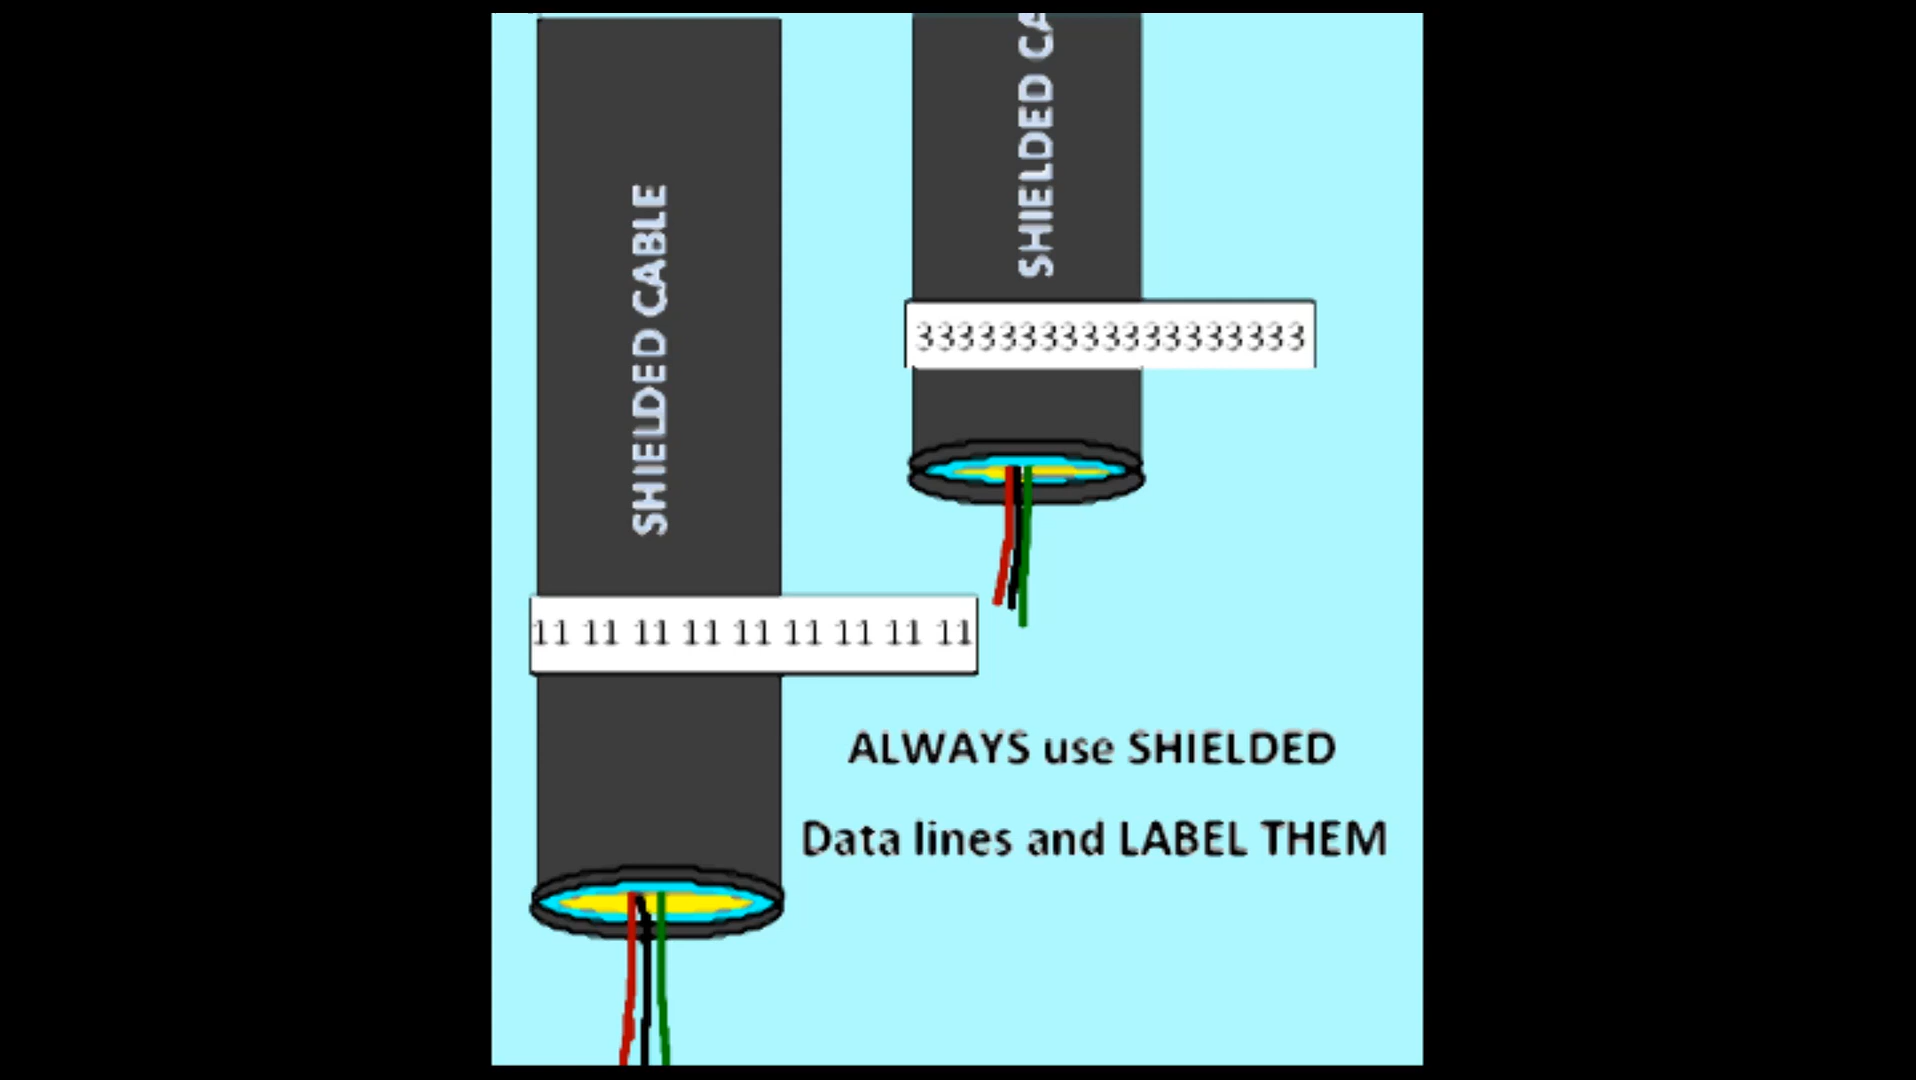 SHIELDED CABLE
SHIELDED CA
3333333333333333333
11 11 11 11 11 11 11 11 11
ALWAYS use SHIELDED
Data lines and LABEL THEM